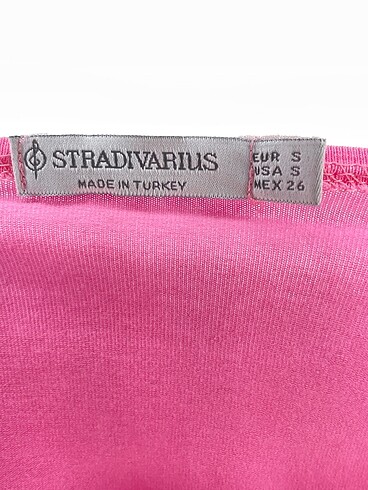 STRADIVARIUS
MADE IN TURKEY
EUR S
USA S
MEX 26